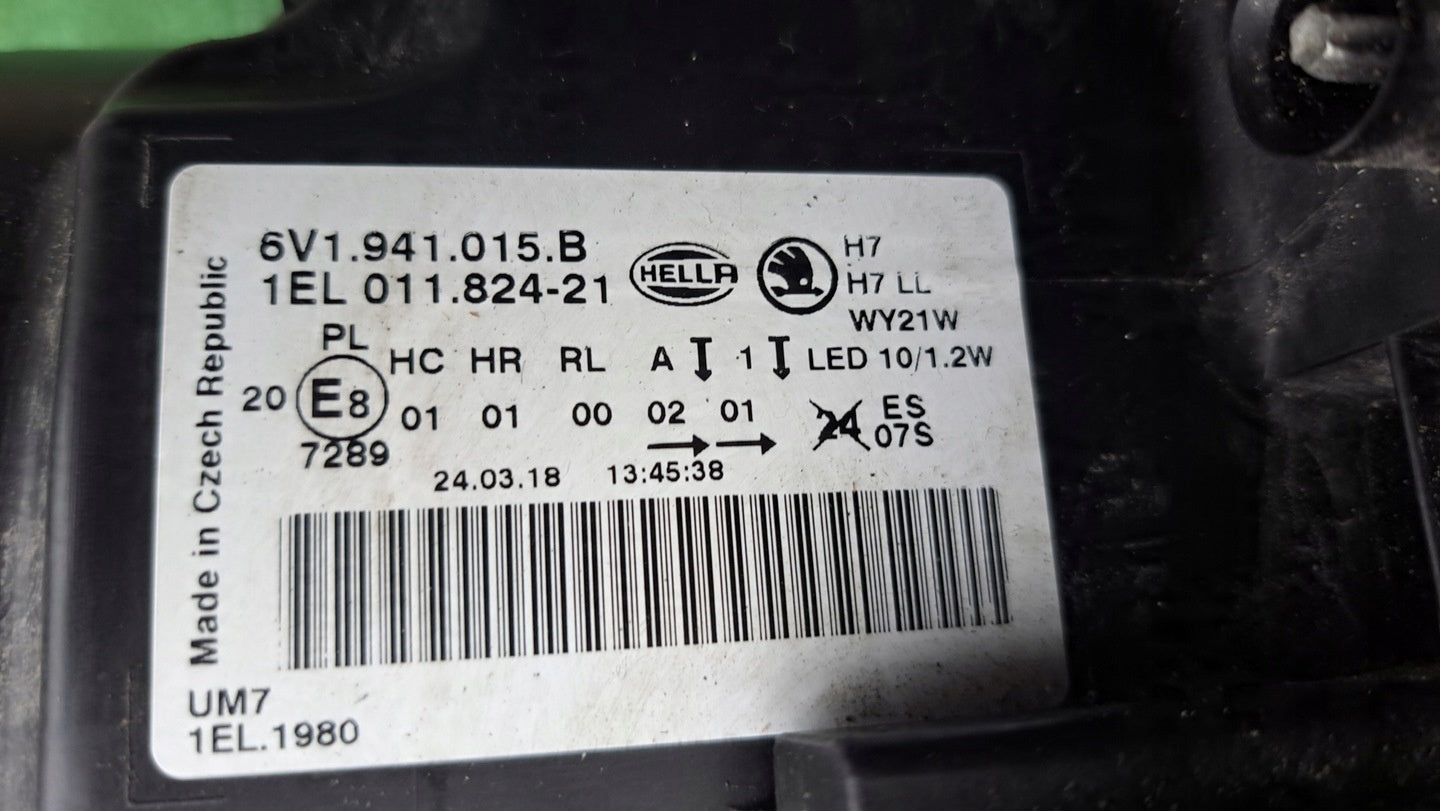 Made in Czech Republic
6V1.941.015.B
1EL 011.824-21
HELLA
H7
H7 LL
WY21W
PL
HC HR RL A 1 LED 10/1.2W
20 E8 01 01 00 02 01 24 ES
07S
7289
24.03.18 13:45:38
UM7
1EL.1980